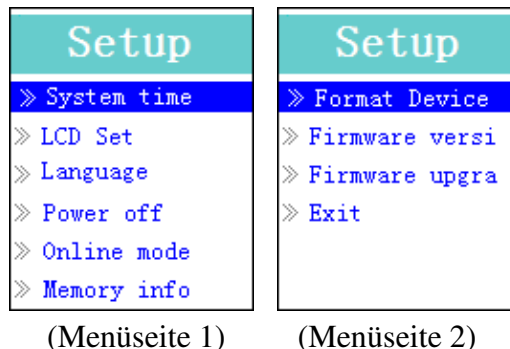 Setup
» System time
» LCD Set
» Language
» Power off
» Online mode
» Memory info
(Menüseite 1)
Setup
» Format Device
» Firmware versi
» Firmware upgra
» Exit
(Menüseite 2)